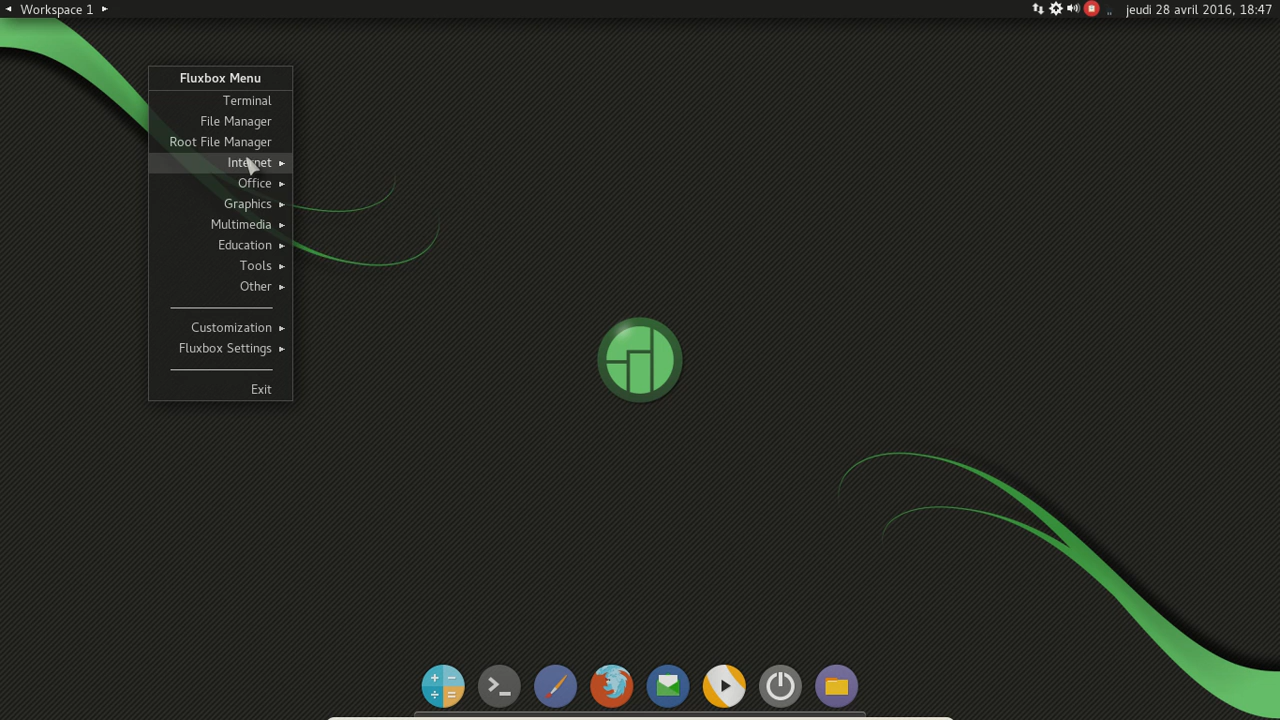 Workspace 1
jeudi 28 avril 2016, 18:47
Fluxbox Menu
Terminal
File Manager
Root File Manager
Internet
Office
Graphics
Multimedia
Education
Tools
Other
Customization
Fluxbox Settings
Exit